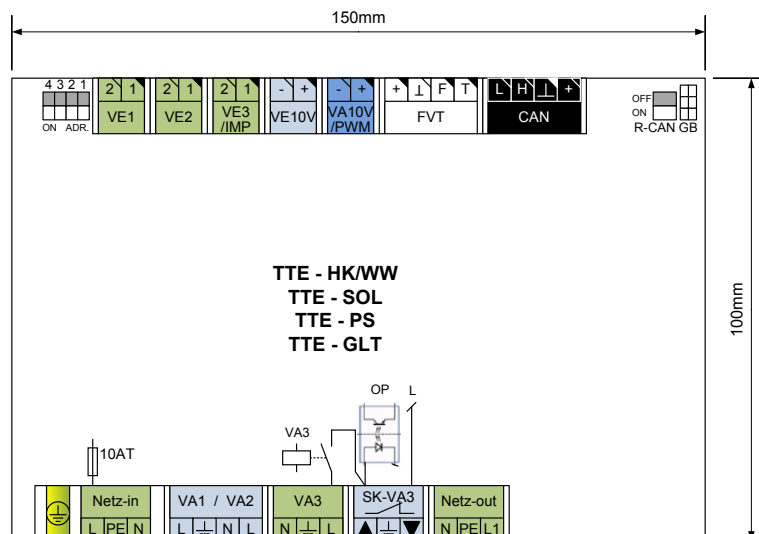 150mm
4 3 2 1
ON ADR.
2 1
VE1
2 1
VE2
2 1
VE3
/IMP
- +
VE10V
- +
VA10V
/PWM
+ ⊥ F T
FVT
L H ⊥ +
CAN
OFF
ON
R-CAN GB
TTE - HK/WW
TTE - SOL
TTE - PS
TTE - GLT
100mm
OP L
VA3
10AT
Netz-in
L PE N
VA1 / VA2
L N L
VA3
N L
SK-VA3
Netz-out
N PE L1